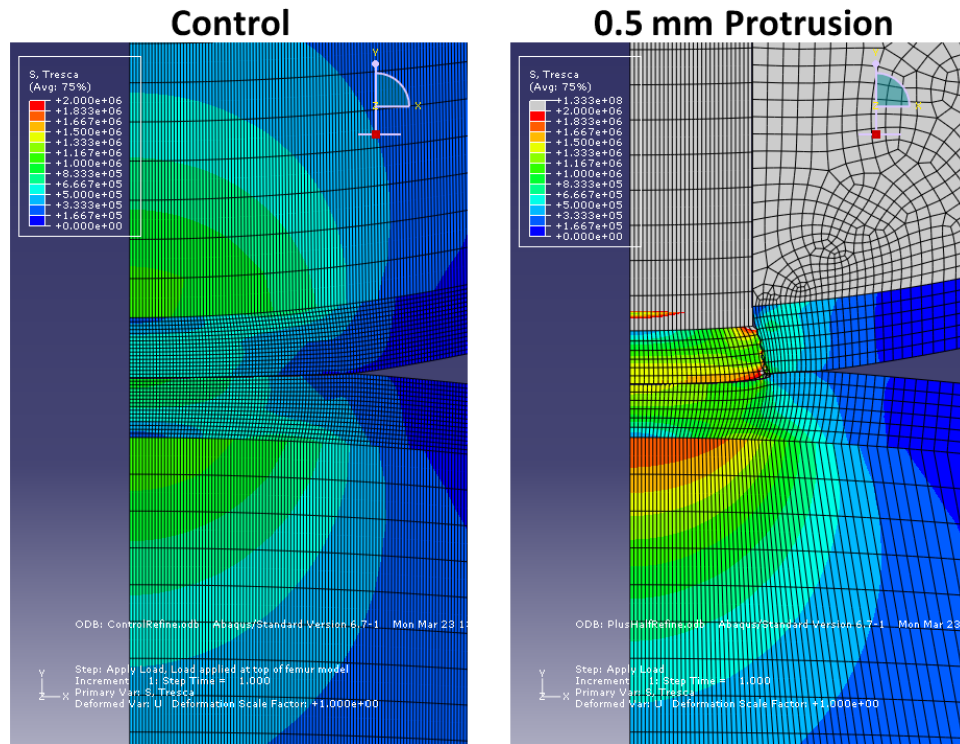 Control
S, Tresca
(Avg: 75%)
+2.000e+06
+1.833e+06
+1.667e+06
+1.500e+06
+1.333e+06
+1.167e+06
+1.000e+06
+8.333e+05
+6.667e+05
+5.000e+05
+3.333e+05
+1.667e+05
+0.000e+00
Y
Z
X
ODB: ControlRefine.odb Abaqus/Standard Version 6.7-1 Mon Mar 23
Y
Z X
Step: Apply Load, Load applied at top of femur model
Increment 1: Step Time = 1.000
Primary Var: S, Tresca
Deformed Var: U Deformation Scale Factor: +1.000e+00
0.5 mm Protrusion
S, Tresca
(Avg: 75%)
+1.333e+08
+2.000e+06
+1.833e+06
+1.667e+06
+1.500e+06
+1.333e+06
+1.167e+06
+1.000e+06
+8.333e+05
+6.667e+05
+5.000e+05
+3.333e+05
+1.667e+05
+0.000e+00
Y
Z
X
ODB: PlusHalfRefine.odb Abaqus/Standard Version 6.7-1 Mon Mar 23
Y
Z X
Step: Apply Load
Increment 1: Step Time = 1.000
Primary Var: S, Tresca
Deformed Var: U Deformation Scale Factor: +1.000e+00